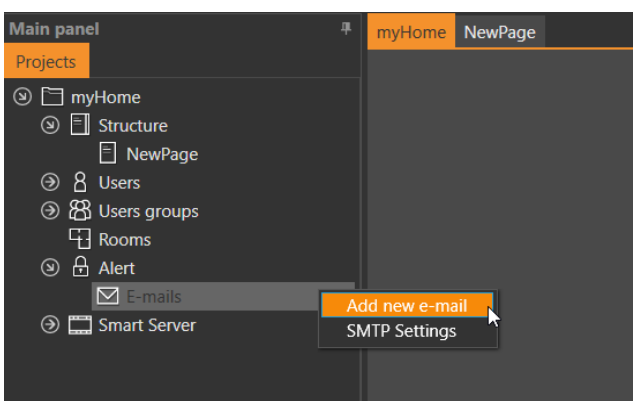 Main panel
myHome NewPage
Projects
myHome
Structure
NewPage
Users
Users groups
Rooms
Alert
E-mails
Add new e-mail
Smart Server
SMTP Settings